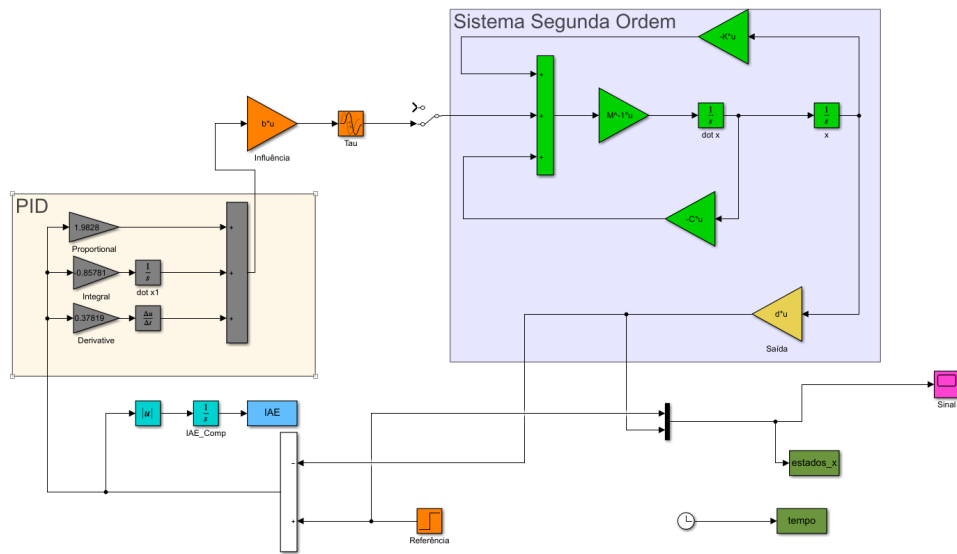 Sistema Segunda Ordem
-K*u
b*u
Influência
Tau
+
+
+
M^-1*u
1
s
dot x
1
s
x
-C*u
PID
1.9828
Proportional
-0.85781
Integral
1
s
dot x1
0.37819
Derivative
Δu
Δt
+
+
+
d*u
Saída
|u|
1
s
IAE_Comp
IAE
Sinal
estados_x
−
+
Referência
tempo